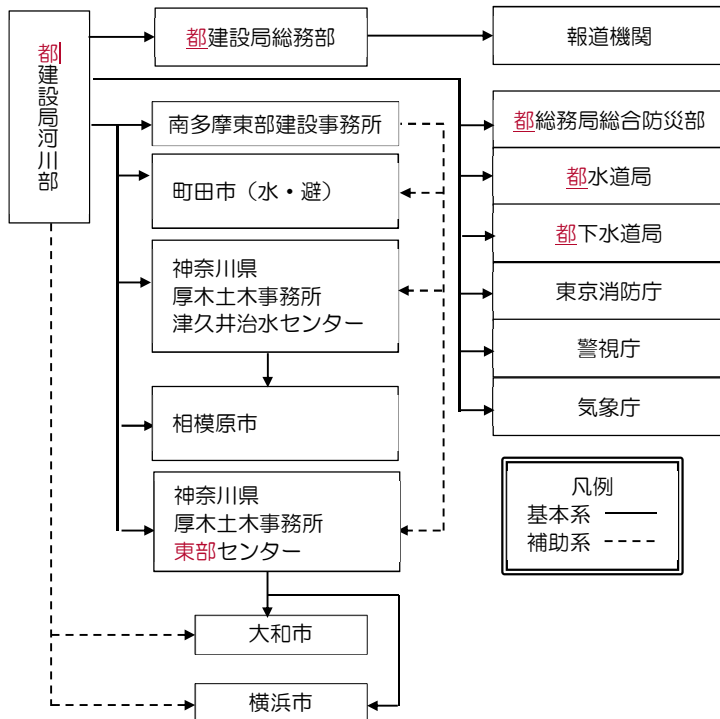 都建設局河川部
都建設局総務部
報道機関
南多摩東部建設事務所
町田市（水・避）
神奈川県
厚木土木事務所
津久井治水センター
相模原市
神奈川県
厚木土木事務所
東部センター
大和市
横浜市
都総務局総合防災部
都水道局
都下水道局
東京消防庁
警視庁
気象庁
凡例
基本系
補助系